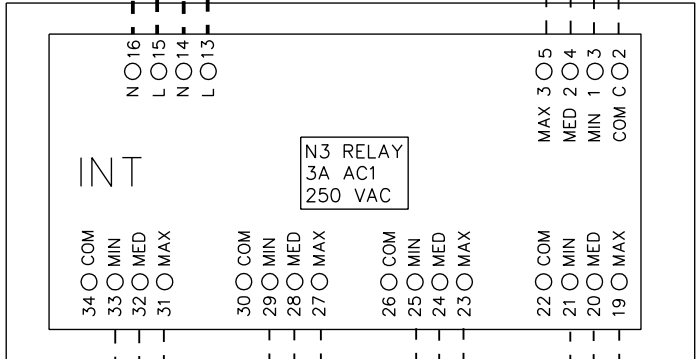 N 16
L 15
N 14
L 13
MAX 3 5
MED 2 4
MIN 1 3
COM C 2
INT
N3 RELAY
3A AC1
250 VAC
34 COM
33 MIN
32 MED
31 MAX
30 COM
29 MIN
28 MED
27 MAX
26 COM
25 MIN
24 MED
23 MAX
22 COM
21 MIN
20 MED
19 MAX